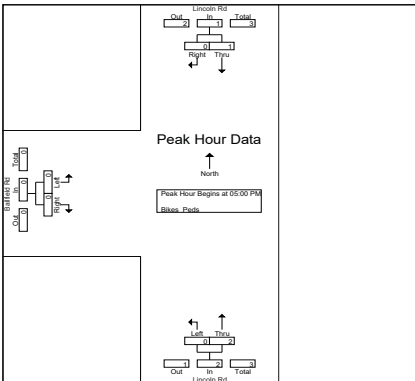 Lincoln Rd
Out In Total
2 1 3
0 1
Right Thru
Peak Hour Data
North
Peak Hour Begins at 05:00 PM
Bikes Peds
Ballfield Rd
Total
0
In
0
Out
0
Left
0
Right
0
Left Thru
0 2
1 2 3
Out In Total
Lincoln Rd